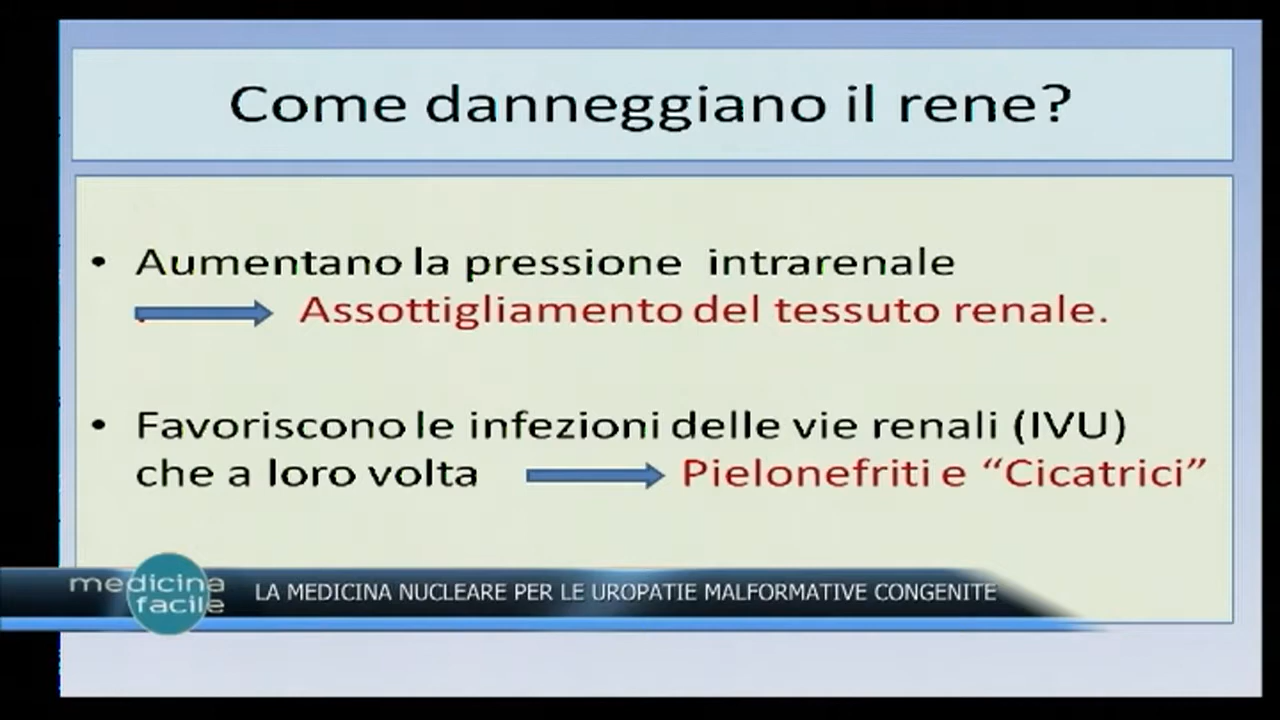 Come danneggiano il rene?
• Aumentano la pressione intrarenale
Assottigliamento del tessuto renale.
• Favoriscono le infezioni delle vie renali (IVU)
che a loro volta Pielonefriti e “Cicatrici”
medicina
facile
LA MEDICINA NUCLEARE PER LE UROPATIE MALFORMATIVE CONGENITE